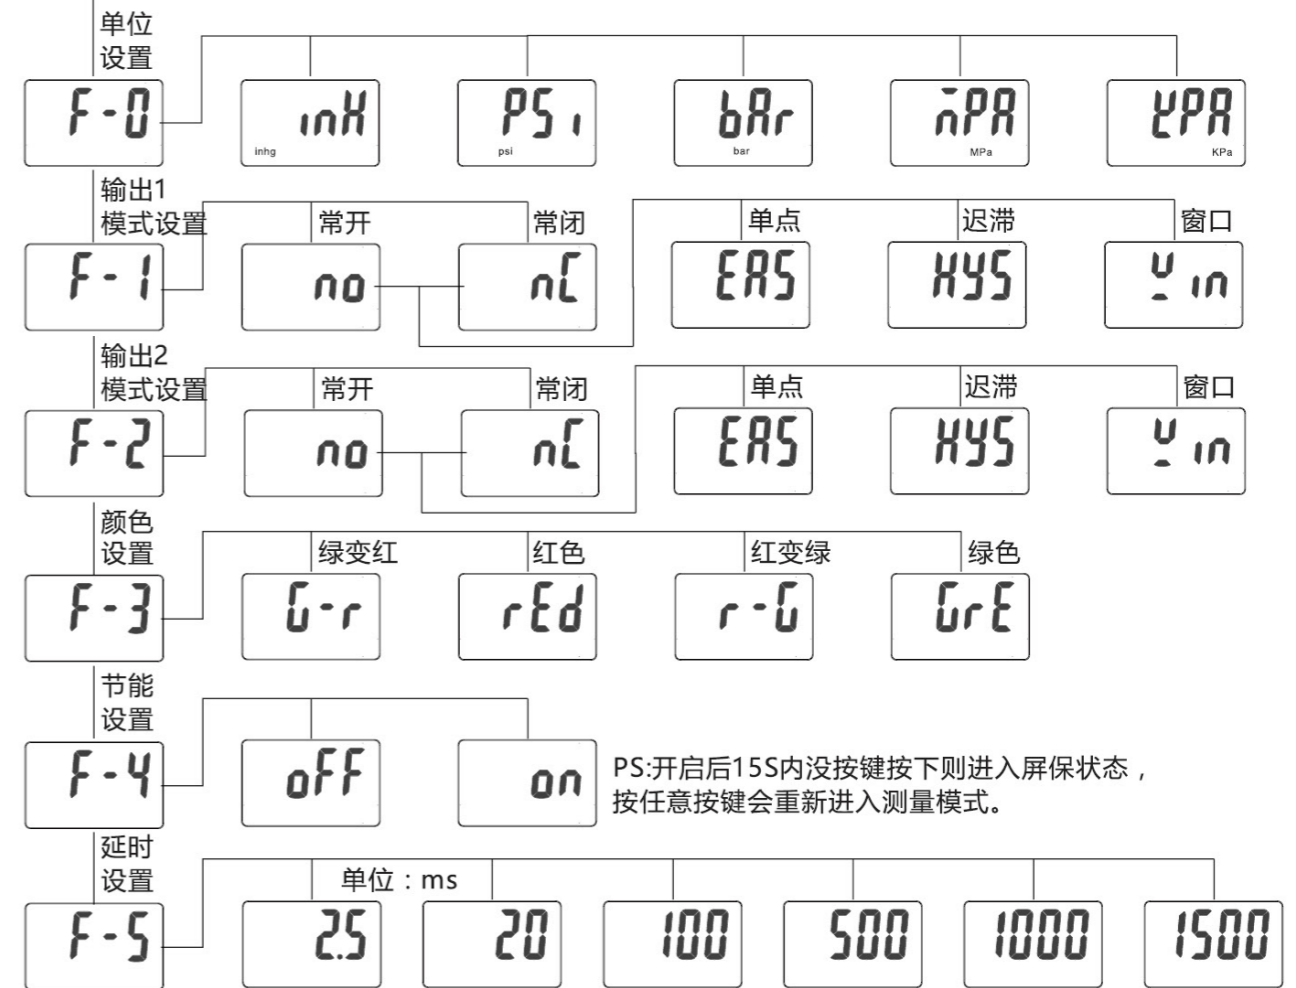 单位
设置
F-0 inH PSi bAr MPA KPA
inhg psi bar MPa KPa
输出1
模式设置 常开 常闭 单点 迟滞 窗口
F-1 no nC EAS HYS Win
输出2
模式设置 常开 常闭 单点 迟滞 窗口
F-2 no nC EAS HYS Win
颜色
设置 绿变红 红色 红变绿 绿色
F-3 G-r rEd r-G GrE
节能
设置
F-4 oFF on
PS:开启后15S内没按键按下则进入屏保状态，
按任意按键会重新进入测量模式。
延时
设置 单位：ms
F-5 2.5 20 100 500 1000 1500